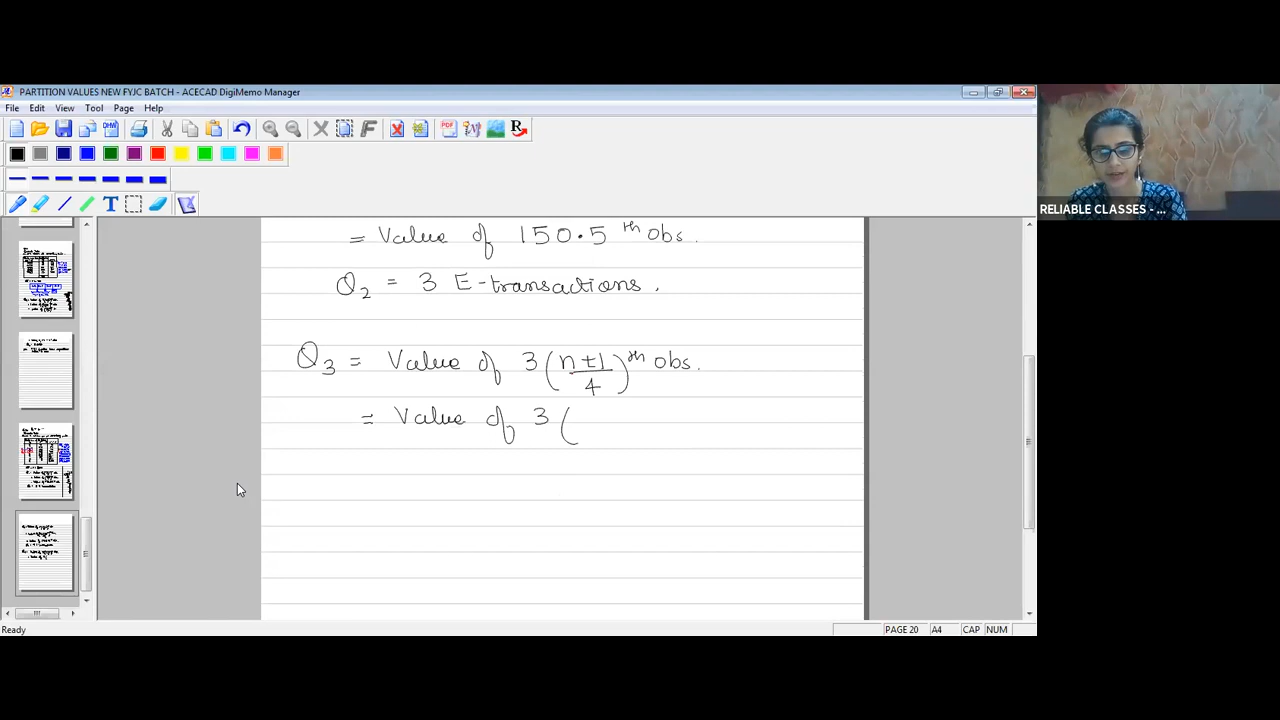 PARTITION VALUES NEW FYJC BATCH - ACECAD DigiMemo Manager
File Edit View Tool Page Help
= Value of 150.5 th obs.
Q2 = 3 E-transactions.
Q3 = Value of 3 (n+1/4)th obs.
= Value of 3 (
RELIABLE CLASSES - ...
Ready
PAGE 20 A4 CAP NUM